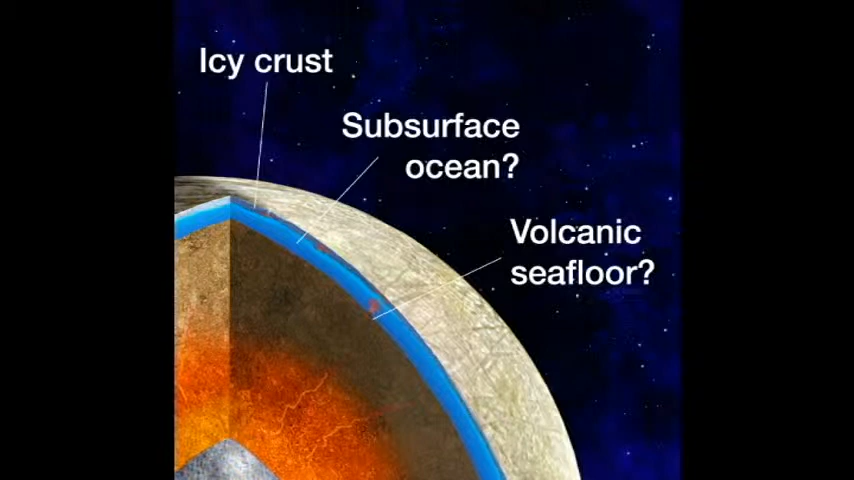 Icy crust
Subsurface
ocean?
Volcanic
seafloor?